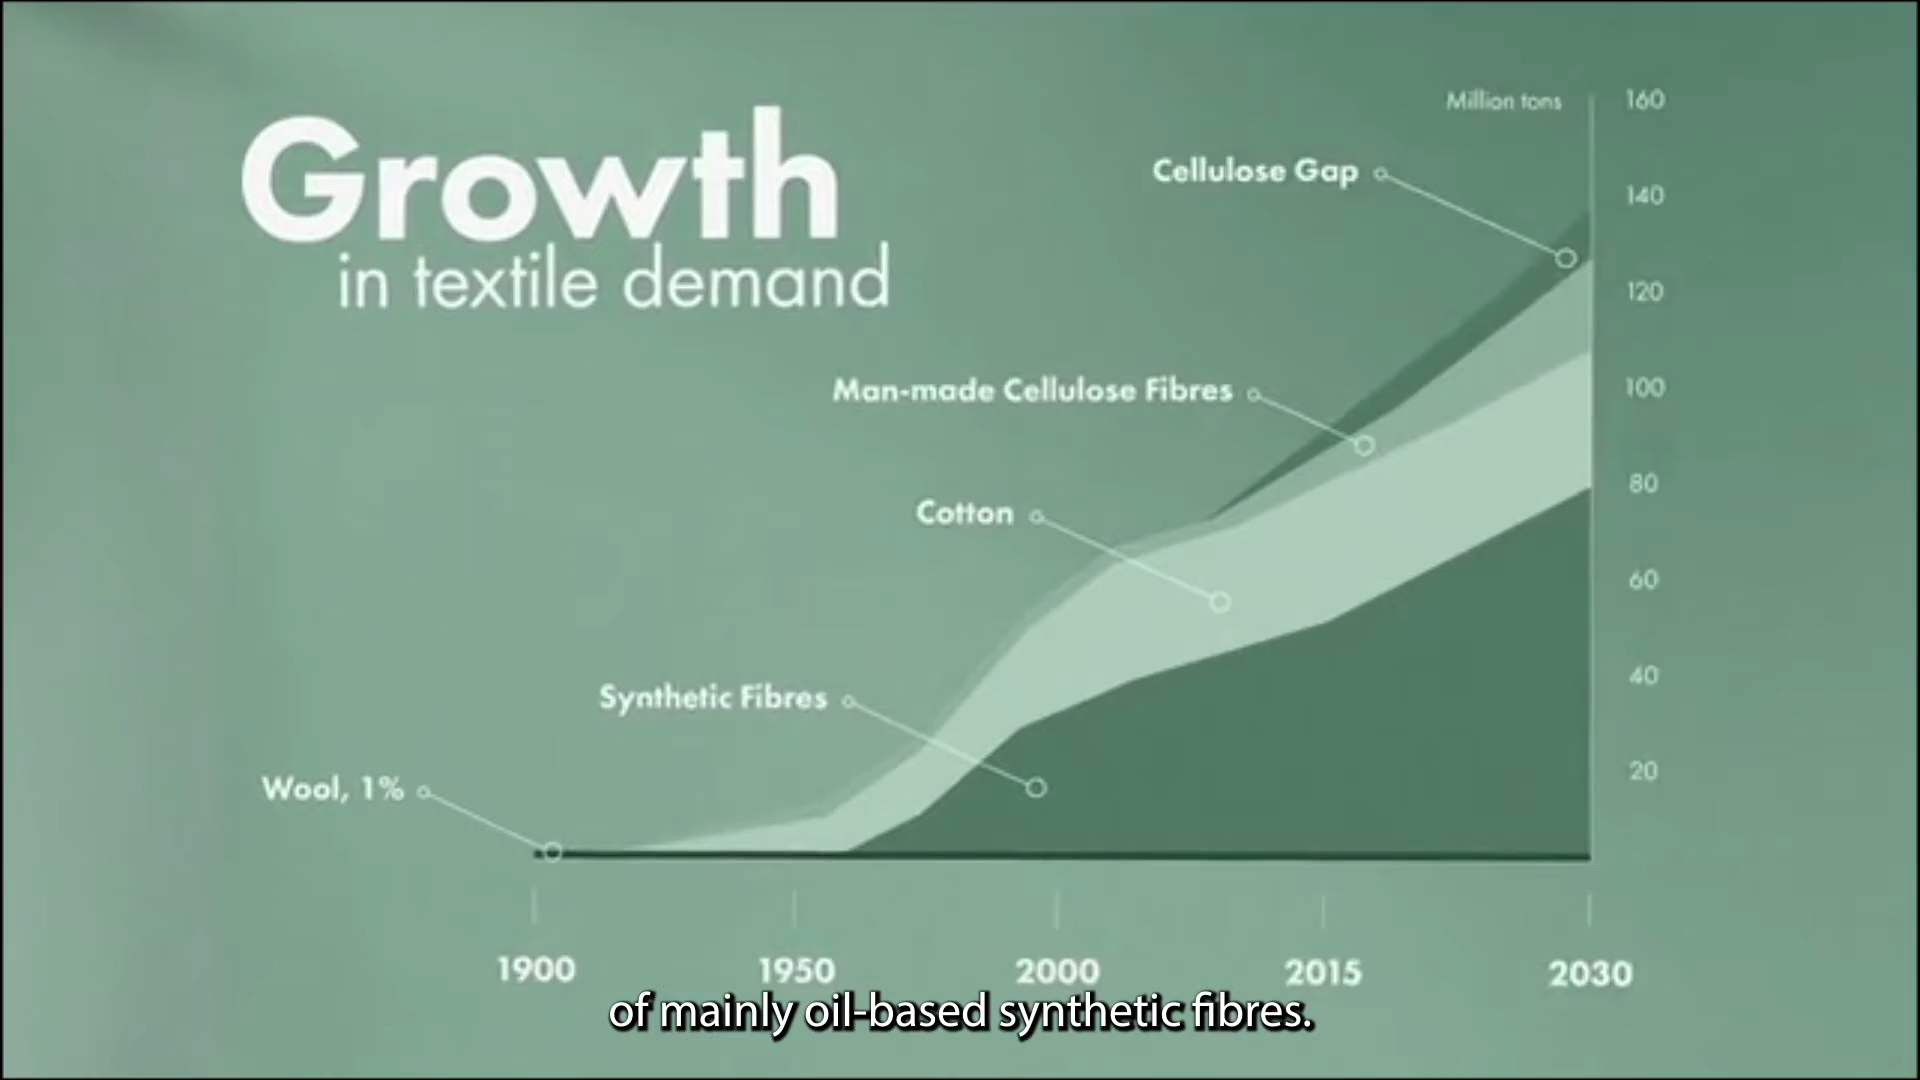 Growth
in textile demand
Million tons
160
140
120
100
80
60
40
20
Cellulose Gap
Man-made Cellulose Fibres
Cotton
Synthetic Fibres
Wool, 1%
1900 1950 2000 2015 2030
of mainly oil-based synthetic fibres.